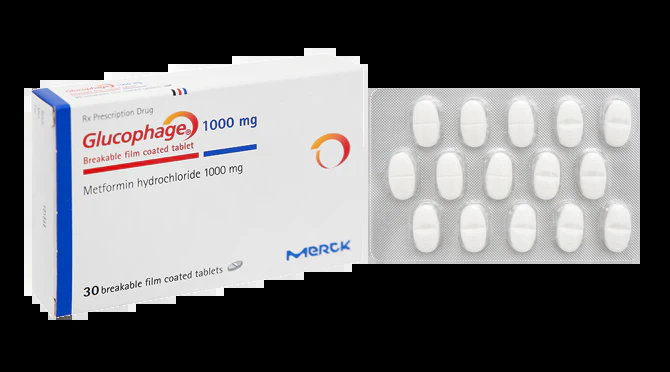 Rx Prescription Drug
Glucophage® 1000 mg
Breakable film coated tablet
Metformin hydrochloride 1000 mg
Merck
30 breakable film coated tablets